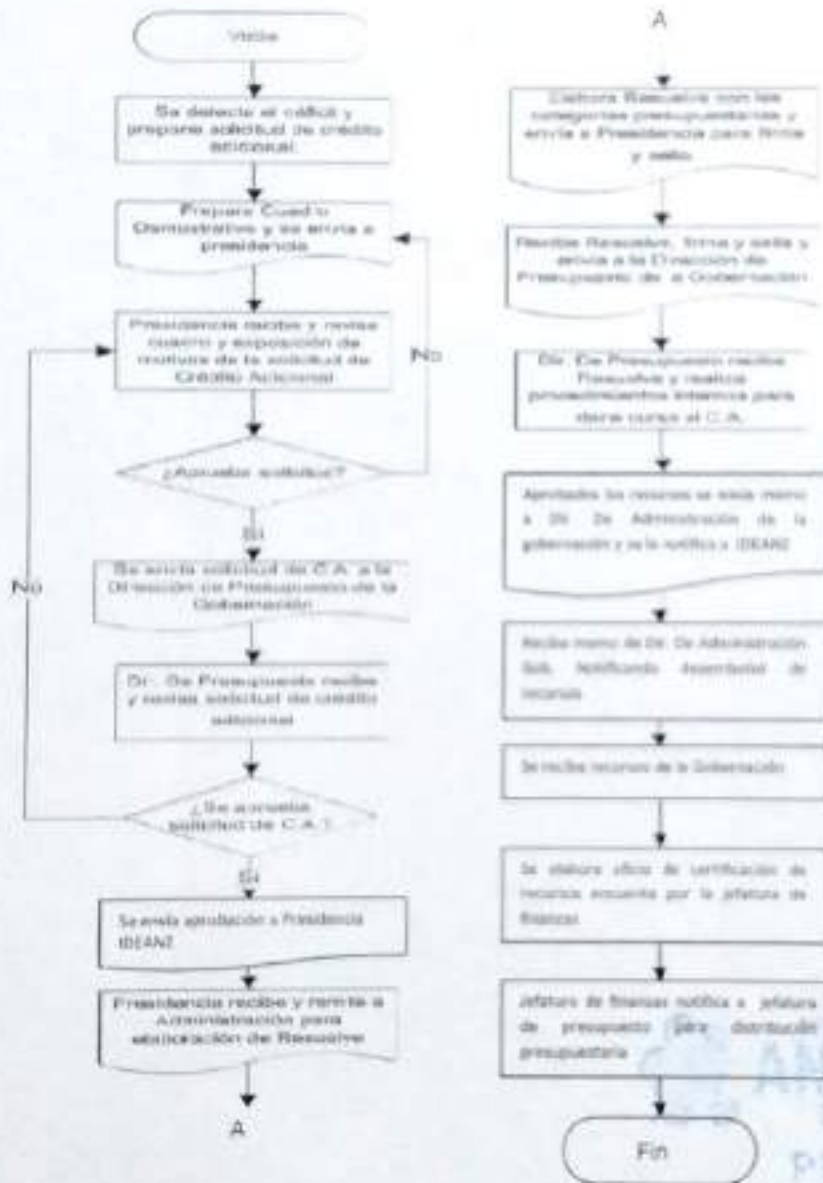 Se detecta el déficit y
prepara solicitud de crédito
adicional.
Prepara Cuadro
Demostrativo y se envía a
presidencia
Presidencia recibe y revisa
cuadro y exposición de
motivos de la solicitud de
Crédito Adicional
No
¿Aprueba solicitud?
Si
Se envía solicitud de C.A. a la
Dirección de Presupuesto de la
Gobernación
No
Dir. De Presupuesto recibe
y revisa solicitud de crédito
adicional
¿Se aprueba
solicitud de C.A.?
Si
Se envía aprobación a Presidencia
IDEANZ
Presidencia recibe y remite a
Administración para
elaboración de Resuelve
A
A
Elabora Resuelve con las
categorías presupuestarias y
envía a Presidencia para firma
y sello
Recibe Resuelve, firma y sella y
envía a la Dirección de
Presupuesto de la Gobernación
Dir. De Presupuesto recibe
Resuelve y realiza
procedimientos internos para
darle curso al C.A.
Aprobados los recursos se envía memo
a Dir. De Administración de la
gobernación y se le notifica a IDEANZ
Recibe memo de Dir. De Administración
Gob. Notificando desembolso de
recursos
Se recibe recursos de la Gobernación
Se elabora oficio de certificación de
recursos encuenta por la jefatura de
finanzas
Jefatura de finanzas notifica a jefatura
de presupuesto para distribución
presupuestaria
Fin